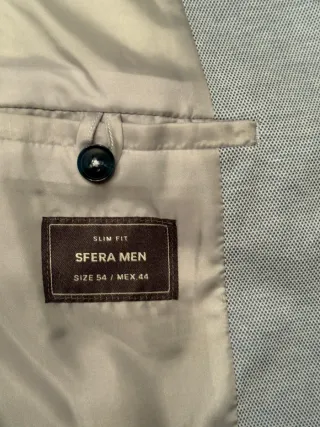 SLIM FIT
SFERA MEN
SIZE 54 / MEX.44